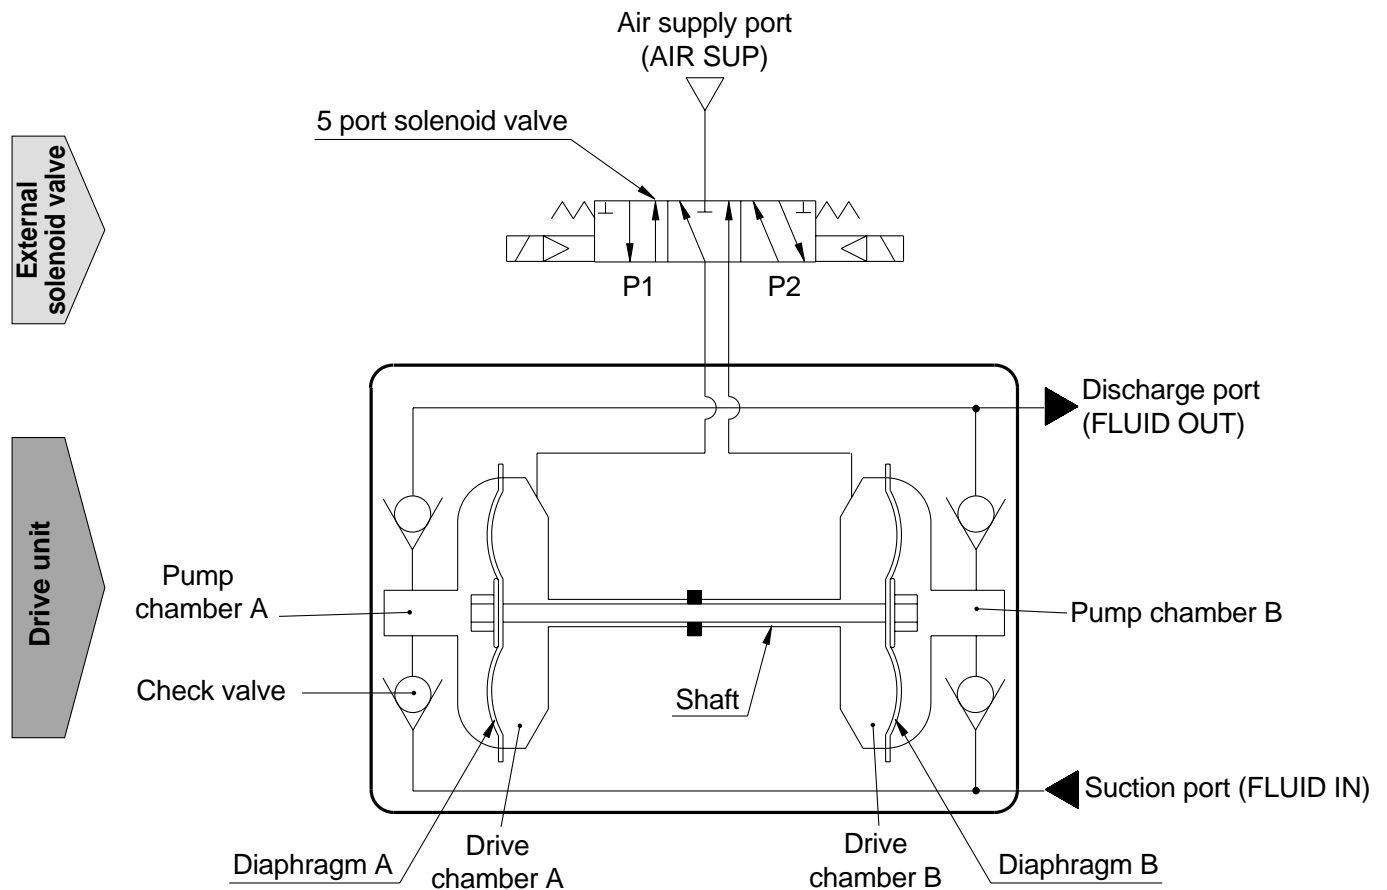 Air supply port
(AIR SUP)
5 port solenoid valve
External
solenoid valve
P1
P2
Discharge port
(FLUID OUT)
Drive unit
Pump
chamber A
Pump chamber B
Check valve
Shaft
Suction port (FLUID IN)
Diaphragm A
Drive
chamber A
Drive
chamber B
Diaphragm B